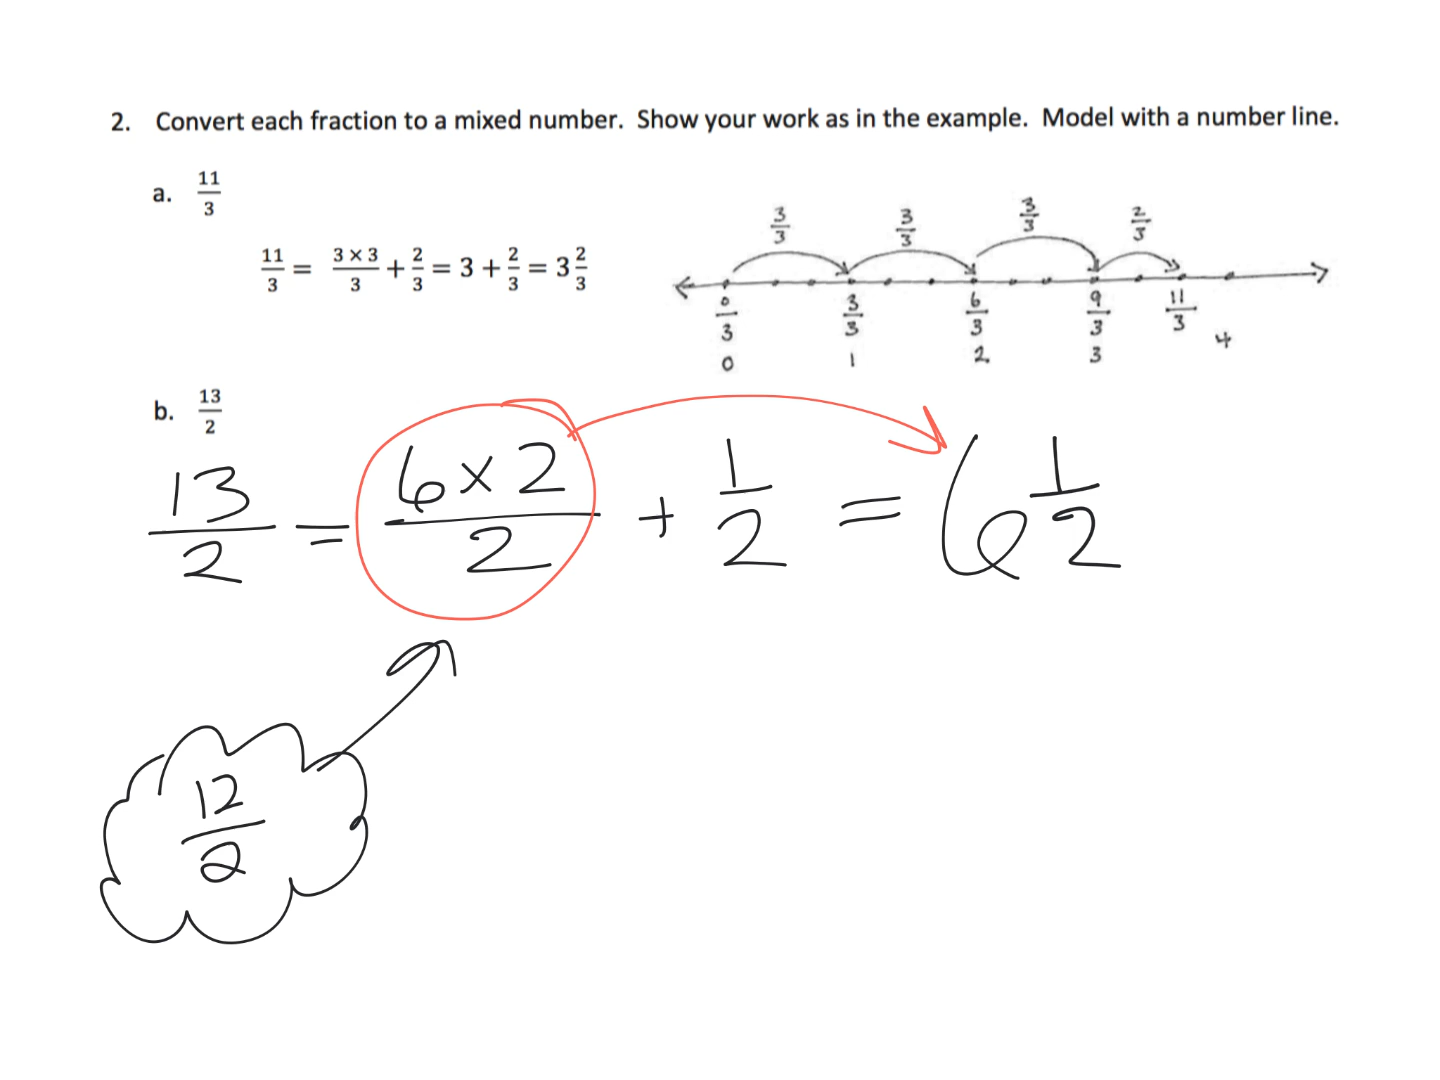 2. Convert each fraction to a mixed number. Show your work as in the example. Model with a number line.
a. 11/3
11/3 = 3 × 3/3 + 2/3 = 3 + 2/3 = 3 2/3
3/3 3/3 3/3 2/3
0/3 3/3 6/3 9/3 11/3
0 1 2 3 4
b. 13/2
13/2 = 6 × 2/2 + 1/2 = 6 1/2
12/2